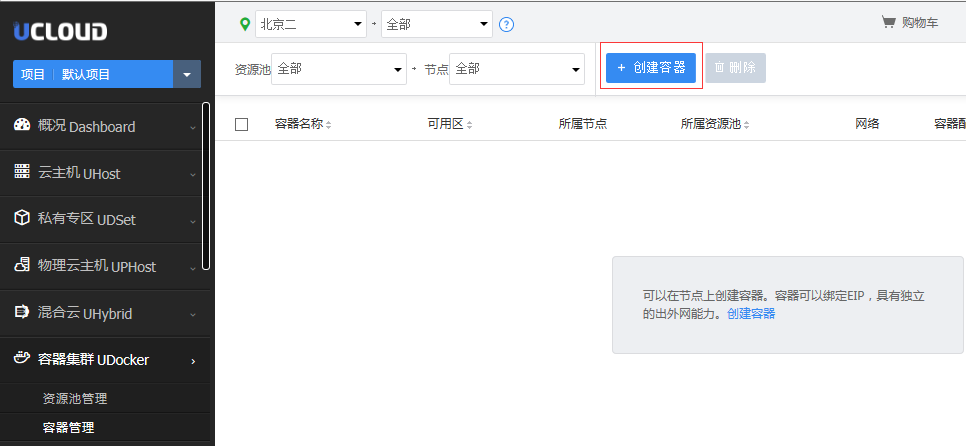 UCLOUD
北京二 - 全部 ?
购物车
项目 默认项目
资源池 全部 - 节点 全部 + 创建容器 删除
概况 Dashboard
容器名称 可用区 所属节点 所属资源池 网络
云主机 UHost
私有专区 UDSet
物理云主机 UPHost
混合云 UHybrid
容器集群 UDocker
资源池管理
容器管理
可以在节点上创建容器。容器可以绑定EIP，具有独立
的出外网能力。创建容器